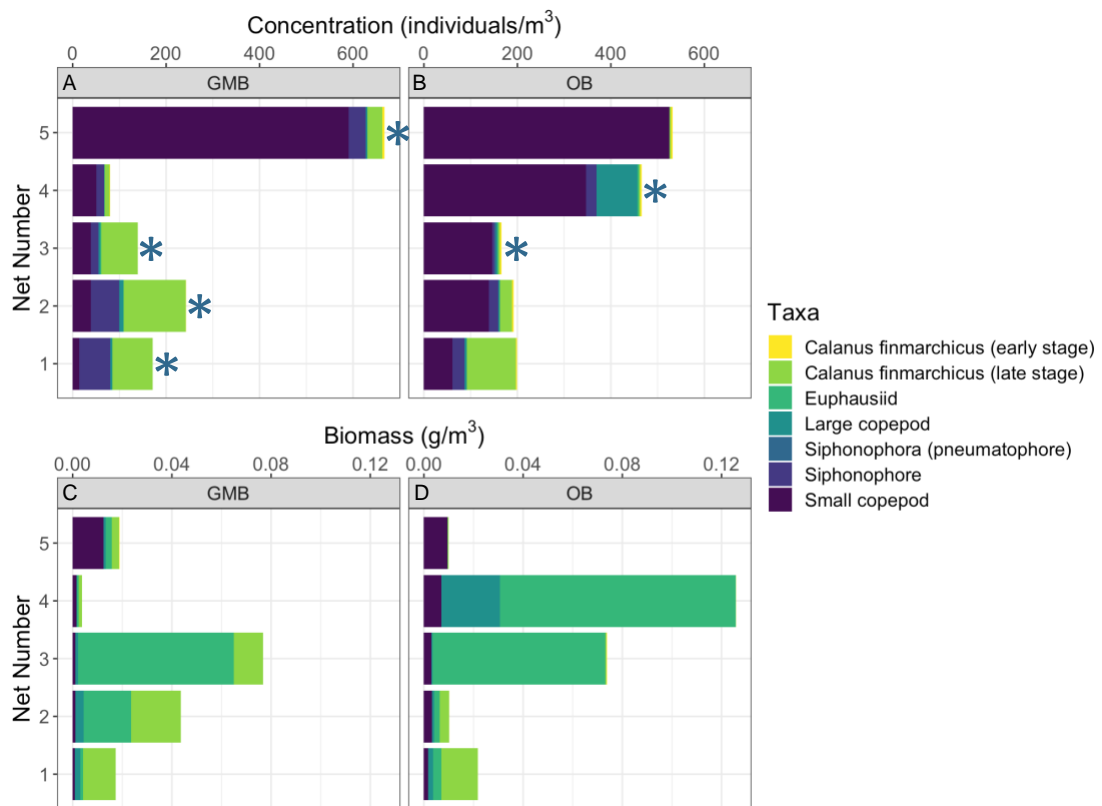 Concentration (individuals/m³)
0 200 400 600 0 200 400 600
A GMB B OB
Net Number
5
4
3
2
1
* * * * * *
Taxa
Calanus finmarchicus (early stage)
Calanus finmarchicus (late stage)
Euphausiid
Large copepod
Siphonophora (pneumatophore)
Siphonophore
Small copepod
Biomass (g/m³)
0.00 0.04 0.08 0.12 0.00 0.04 0.08 0.12
C GMB D OB
Net Number
5
4
3
2
1